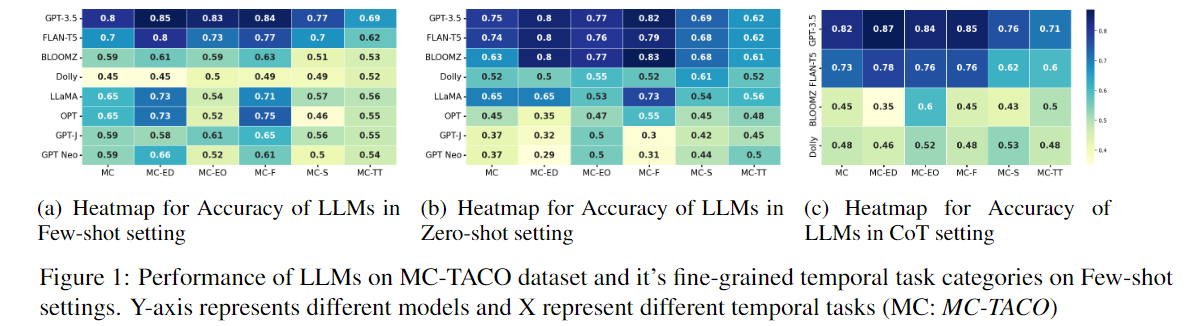 GPT-3.5 0.8 0.85 0.83 0.84 0.77 0.69
FLAN-T5 0.7 0.8 0.73 0.77 0.7 0.62
BLOOMZ 0.59 0.61 0.59 0.63 0.51 0.53
Dolly 0.45 0.45 0.5 0.49 0.49 0.52
LLaMA 0.65 0.73 0.54 0.71 0.57 0.56
OPT 0.65 0.73 0.52 0.75 0.46 0.55
GPT-J 0.59 0.58 0.61 0.65 0.56 0.55
GPT Neo 0.59 0.66 0.52 0.61 0.5 0.54
MC MC-ED MC-EO MC-F MC-S MC-TT
(a) Heatmap for Accuracy of LLMs in
Few-shot setting
GPT-3.5 0.75 0.8 0.77 0.82 0.69 0.62
FLAN-T5 0.74 0.8 0.76 0.79 0.68 0.62
BLOOMZ 0.63 0.8 0.77 0.83 0.68 0.61
Dolly 0.52 0.5 0.55 0.52 0.61 0.52
LLaMA 0.65 0.65 0.53 0.73 0.54 0.56
OPT 0.45 0.35 0.47 0.55 0.45 0.48
GPT-J 0.37 0.32 0.5 0.3 0.42 0.45
GPT Neo 0.37 0.29 0.5 0.31 0.44 0.5
MC MC-ED MC-EO MC-F MC-S MC-TT
(b) Heatmap for Accuracy of LLMs in
Zero-shot setting
GPT-3.5 0.82 0.87 0.84 0.85 0.76 0.71
FLAN-T5 0.73 0.78 0.76 0.76 0.62 0.6
BLOOMZ 0.45 0.35 0.6 0.45 0.43 0.5
Dolly 0.48 0.46 0.52 0.48 0.53 0.48
MC MC-ED MC-EO MC-F MC-S MC-TT
0.8
0.7
0.6
0.5
0.4
(c) Heatmap for Accuracy of
LLMs in CoT setting
Figure 1: Performance of LLMs on MC-TACO dataset and it's fine-grained temporal task categories on Few-shot
settings. Y-axis represents different models and X represent different temporal tasks (MC: MC-TACO)